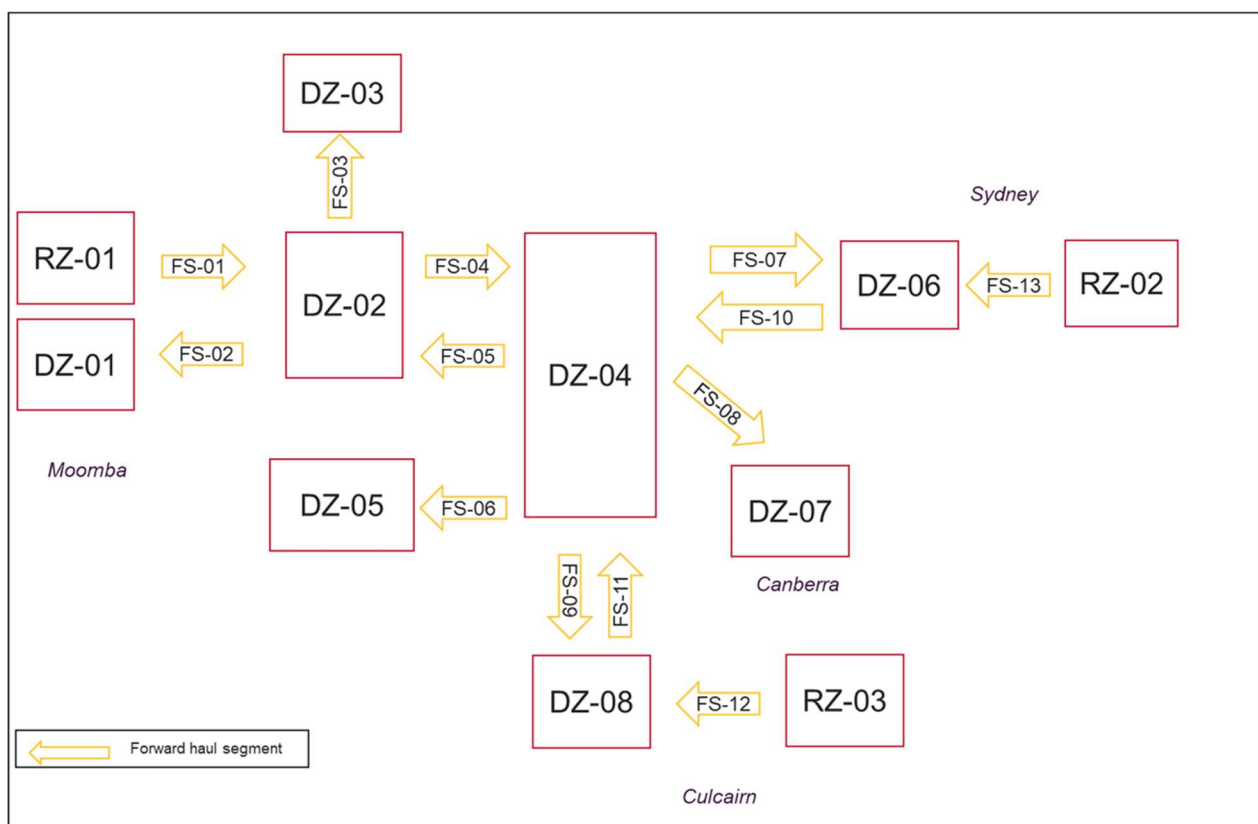 DZ-03
FS-03
Sydney
RZ-01
FS-01
DZ-02
FS-04
DZ-04
FS-07
DZ-06
FS-13
RZ-02
FS-10
DZ-01
FS-02
FS-05
FS-08
Moomba
DZ-05
FS-06
DZ-07
Canberra
FS-09
FS-11
DZ-08
FS-12
RZ-03
Forward haul segment
Culcairn